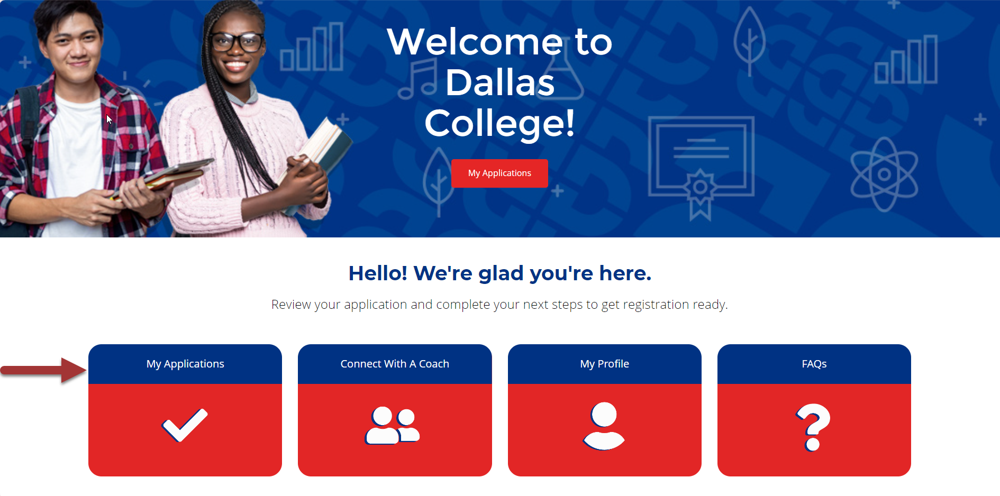 Welcome to
Dallas
College!
My Applications
Hello! We're glad you're here.
Review your application and complete your next steps to get registration ready.
My Applications
Connect With A Coach
My Profile
FAQs